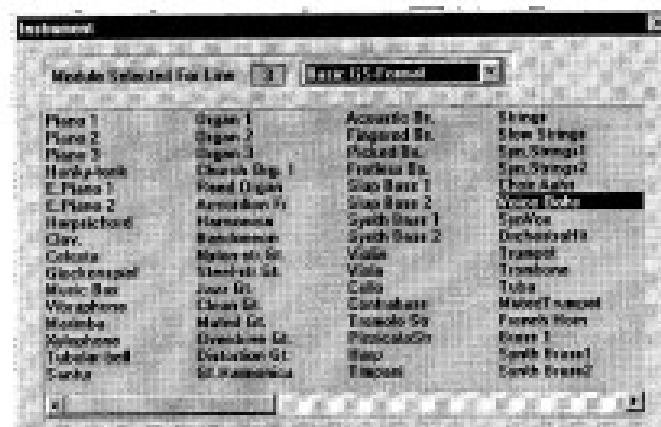 Instrument
Module Selected For Line 3 Basic GS Format
Piano 1 Organ 1 Acoustic Bs. Strings
Piano 2 Organ 2 Fingered Bs. Slow Strings
Piano 3 Organ 3 Picked Bs. Syn.Strings1
Honky-tonk Church Org. 1 Fretless Bs. Syn.Strings2
E.Piano 1 Reed Organ Slap Bass 1 Choir Aahs
E.Piano 2 Accordion Fr Slap Bass 2 Voice Oohs
Harpsichord Harmonica Synth Bass 1 SynVox
Clav. Bandoneon Synth Bass 2 OrchestraHit
Celesta Nylon-str.Gt. Violin Trumpet
Glockenspiel Steel-str.Gt. Viola Trombone
Music Box Jazz Gt. Cello Tuba
Vibraphone Clean Gt. Contrabass MutedTrumpet
Marimba Muted Gt. Tremolo Str French Horn
Xylophone Overdrive Gt. PizzicatoStr Brass 1
Tubular-bell Distortion Gt. Harp Synth Brass1
Santur Gt.Harmonics Timpani Synth Brass2